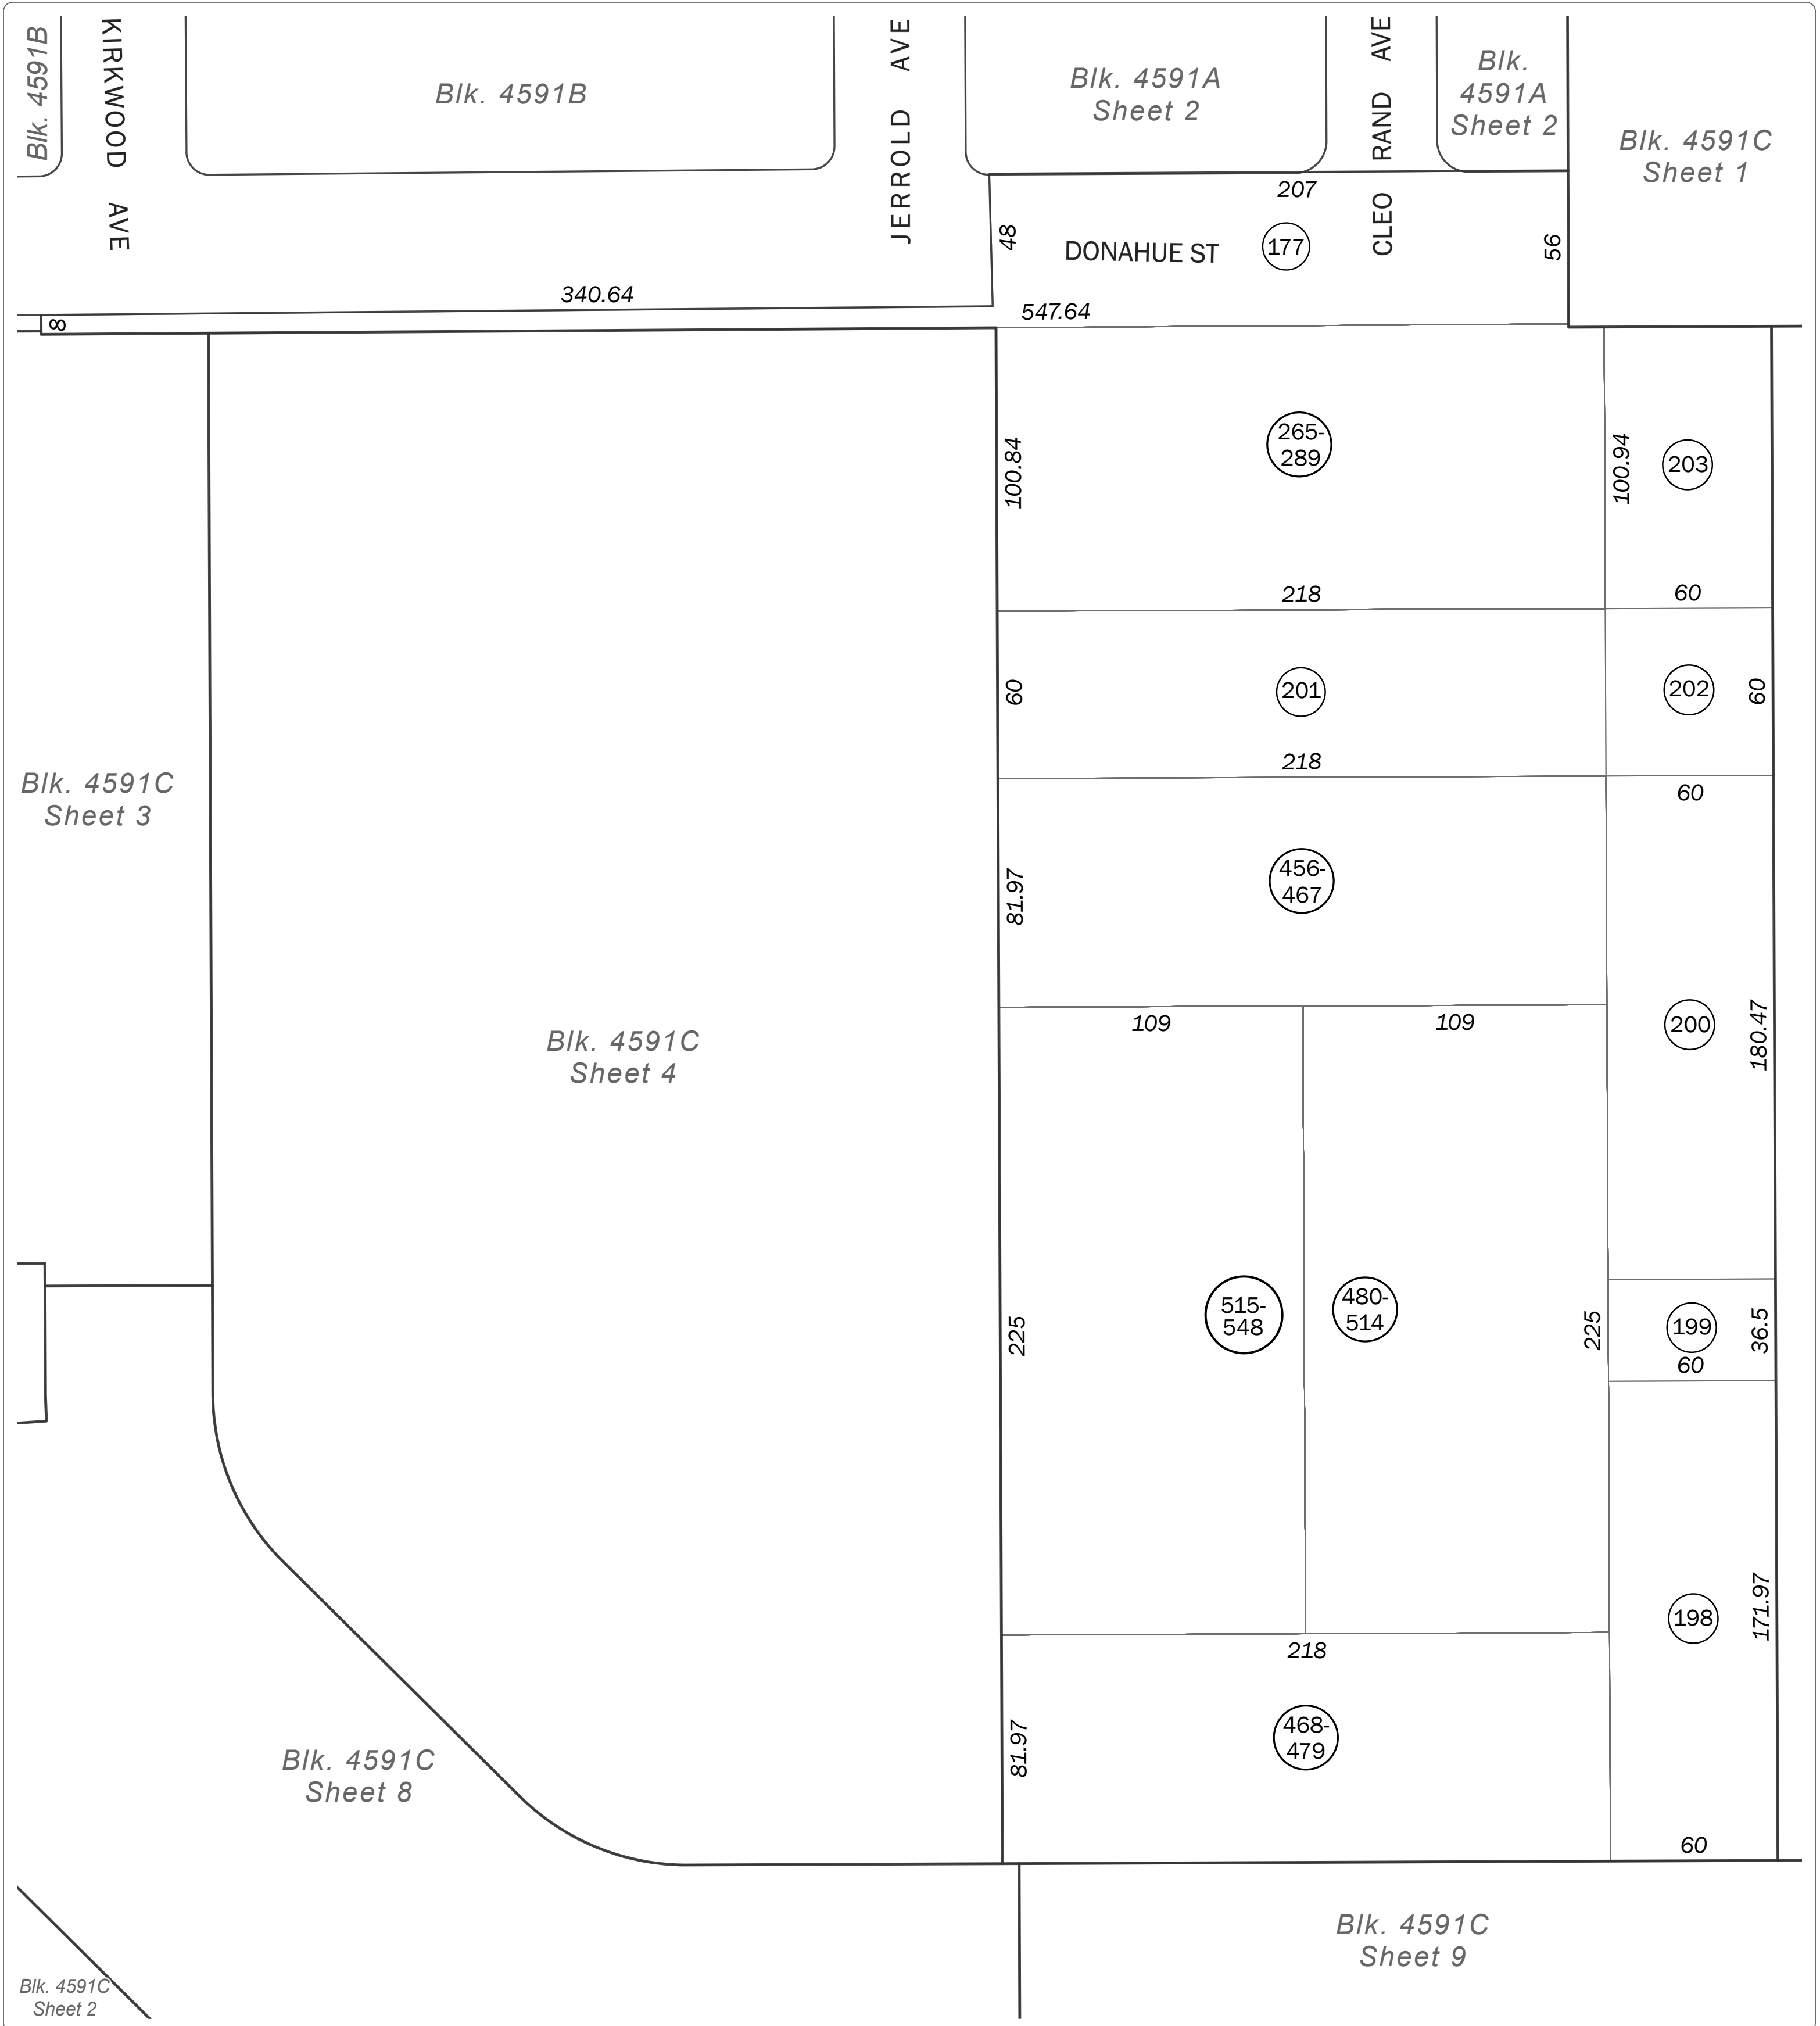 Blk. 4591B
KIRKWOOD AVE
Blk. 4591B
JERROLD AVE
Blk. 4591A
Sheet 2
CLEO RAND AVE
Blk.
4591A
Sheet 2
Blk. 4591C
Sheet 1
207
48
DONAHUE ST
177
56
340.64
547.64
8
100.84
265-
289
100.94
203
218
60
60
201
202
60
218
60
Blk. 4591C
Sheet 3
81.97
456-
467
109
109
200
180.47
Blk. 4591C
Sheet 4
225
515-
548
480-
514
225
199
36.5
60
198
171.97
218
81.97
468-
479
60
Blk. 4591C
Sheet 8
Blk. 4591C
Sheet 9
Blk. 4591C
Sheet 2